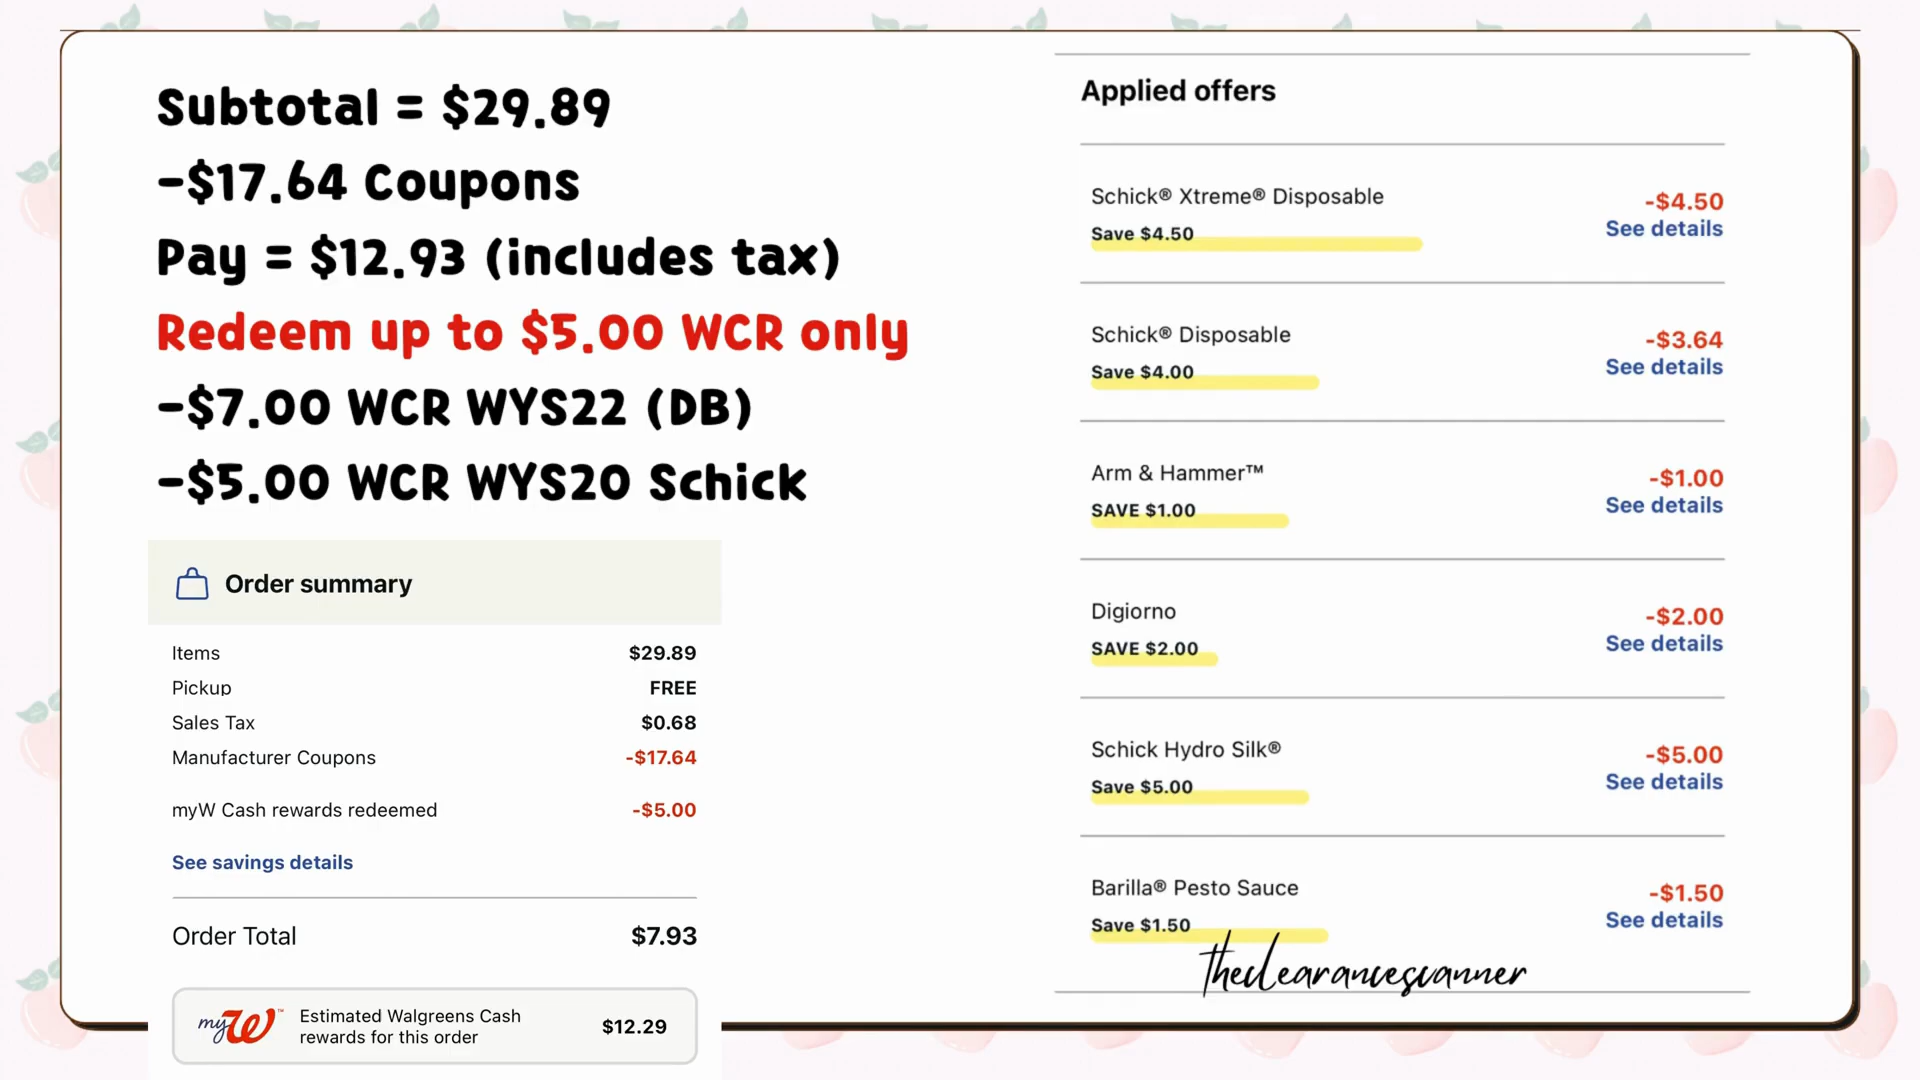 Subtotal = $29.89
-$17.64 Coupons
Pay = $12.93 (includes tax)
Redeem up to $5.00 WCR only
-$7.00 WCR WYS22 (DB)
-$5.00 WCR WYS20 Schick
Order summary
Items $29.89
Pickup FREE
Sales Tax $0.68
Manufacturer Coupons -$17.64
myW Cash rewards redeemed -$5.00
See savings details
Order Total $7.93
myW™ Estimated Walgreens Cash
rewards for this order $12.29
Applied offers
Schick® Xtreme® Disposable -$4.50
Save $4.50 See details
Schick® Disposable -$3.64
Save $4.00 See details
Arm & Hammer™ -$1.00
SAVE $1.00 See details
Digiorno -$2.00
SAVE $2.00 See details
Schick Hydro Silk® -$5.00
Save $5.00 See details
Barilla® Pesto Sauce -$1.50
Save $1.50 See details
theclearancescanner